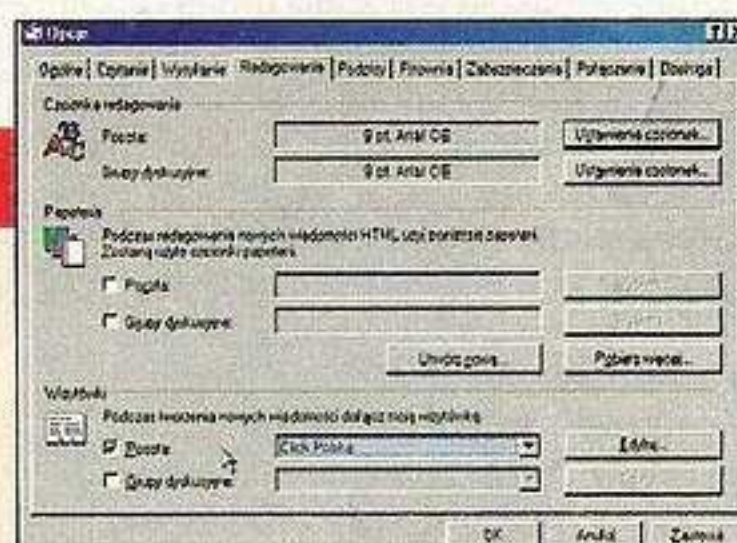 Opcje
Ogólne Czytanie Wysyłanie Redagowanie Podpisy Pisownia Zabezpieczenia Połączenie Obsługa
Czcionka redagowania
Poczta: 9 pt. Arial CE Ustawienia czcionek...
Grupy dyskusyjne: 9 pt. Arial CE Ustawienia czcionek...
Papeteria
Podczas redagowania nowych wiadomości HTML użyj poniższej papeterii.
Zostaną użyte czcionki papeterii.
Poczta:
Grupy dyskusyjne:
Utwórz nową... Pobierz więcej...
Wizytówki
Podczas tworzenia nowych wiadomości dołącz moją wizytówkę
Poczta: Click Polska Edytuj...
Grupy dyskusyjne:
OK Anuluj Zastosuj